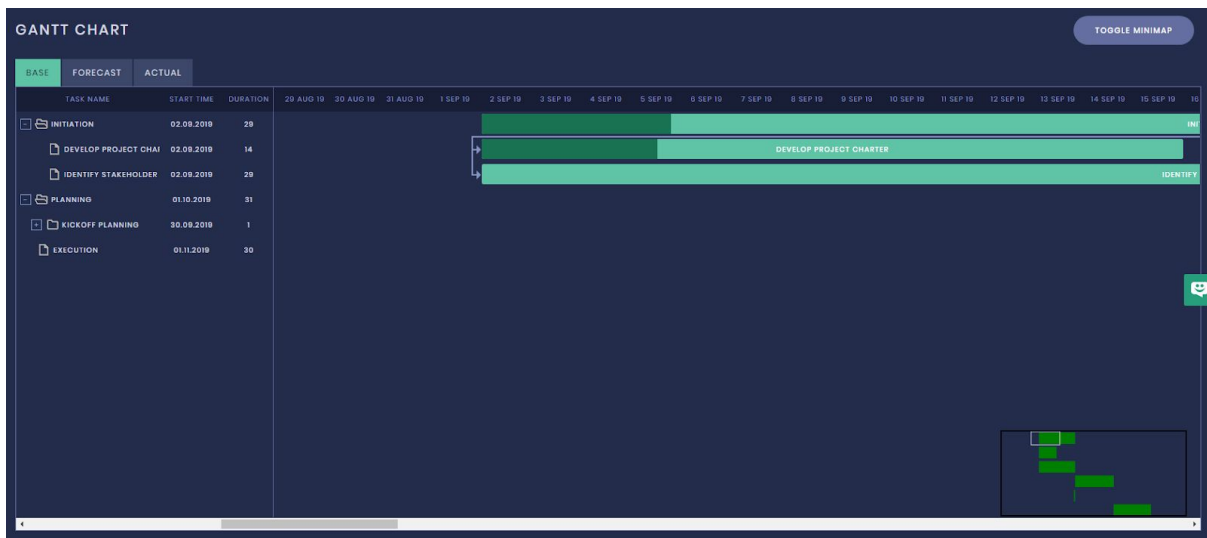 GANTT CHART
TOGGLE MINIMAP
BASE FORECAST ACTUAL
TASK NAME START TIME DURATION 29 AUG 19 30 AUG 19 31 AUG 19 1 SEP 19 2 SEP 19 3 SEP 19 4 SEP 19 5 SEP 19 6 SEP 19 7 SEP 19 8 SEP 19 9 SEP 19 10 SEP 19 11 SEP 19 12 SEP 19 13 SEP 19 14 SEP 19 15 SEP 19 16
INITIATION 02.09.2019 29 INI
DEVELOP PROJECT CHAI 02.09.2019 14 DEVELOP PROJECT CHARTER
IDENTIFY STAKEHOLDER 02.09.2019 29 IDENTIFY
PLANNING 01.10.2019 31
KICKOFF PLANNING 30.09.2019 1
EXECUTION 01.11.2019 30